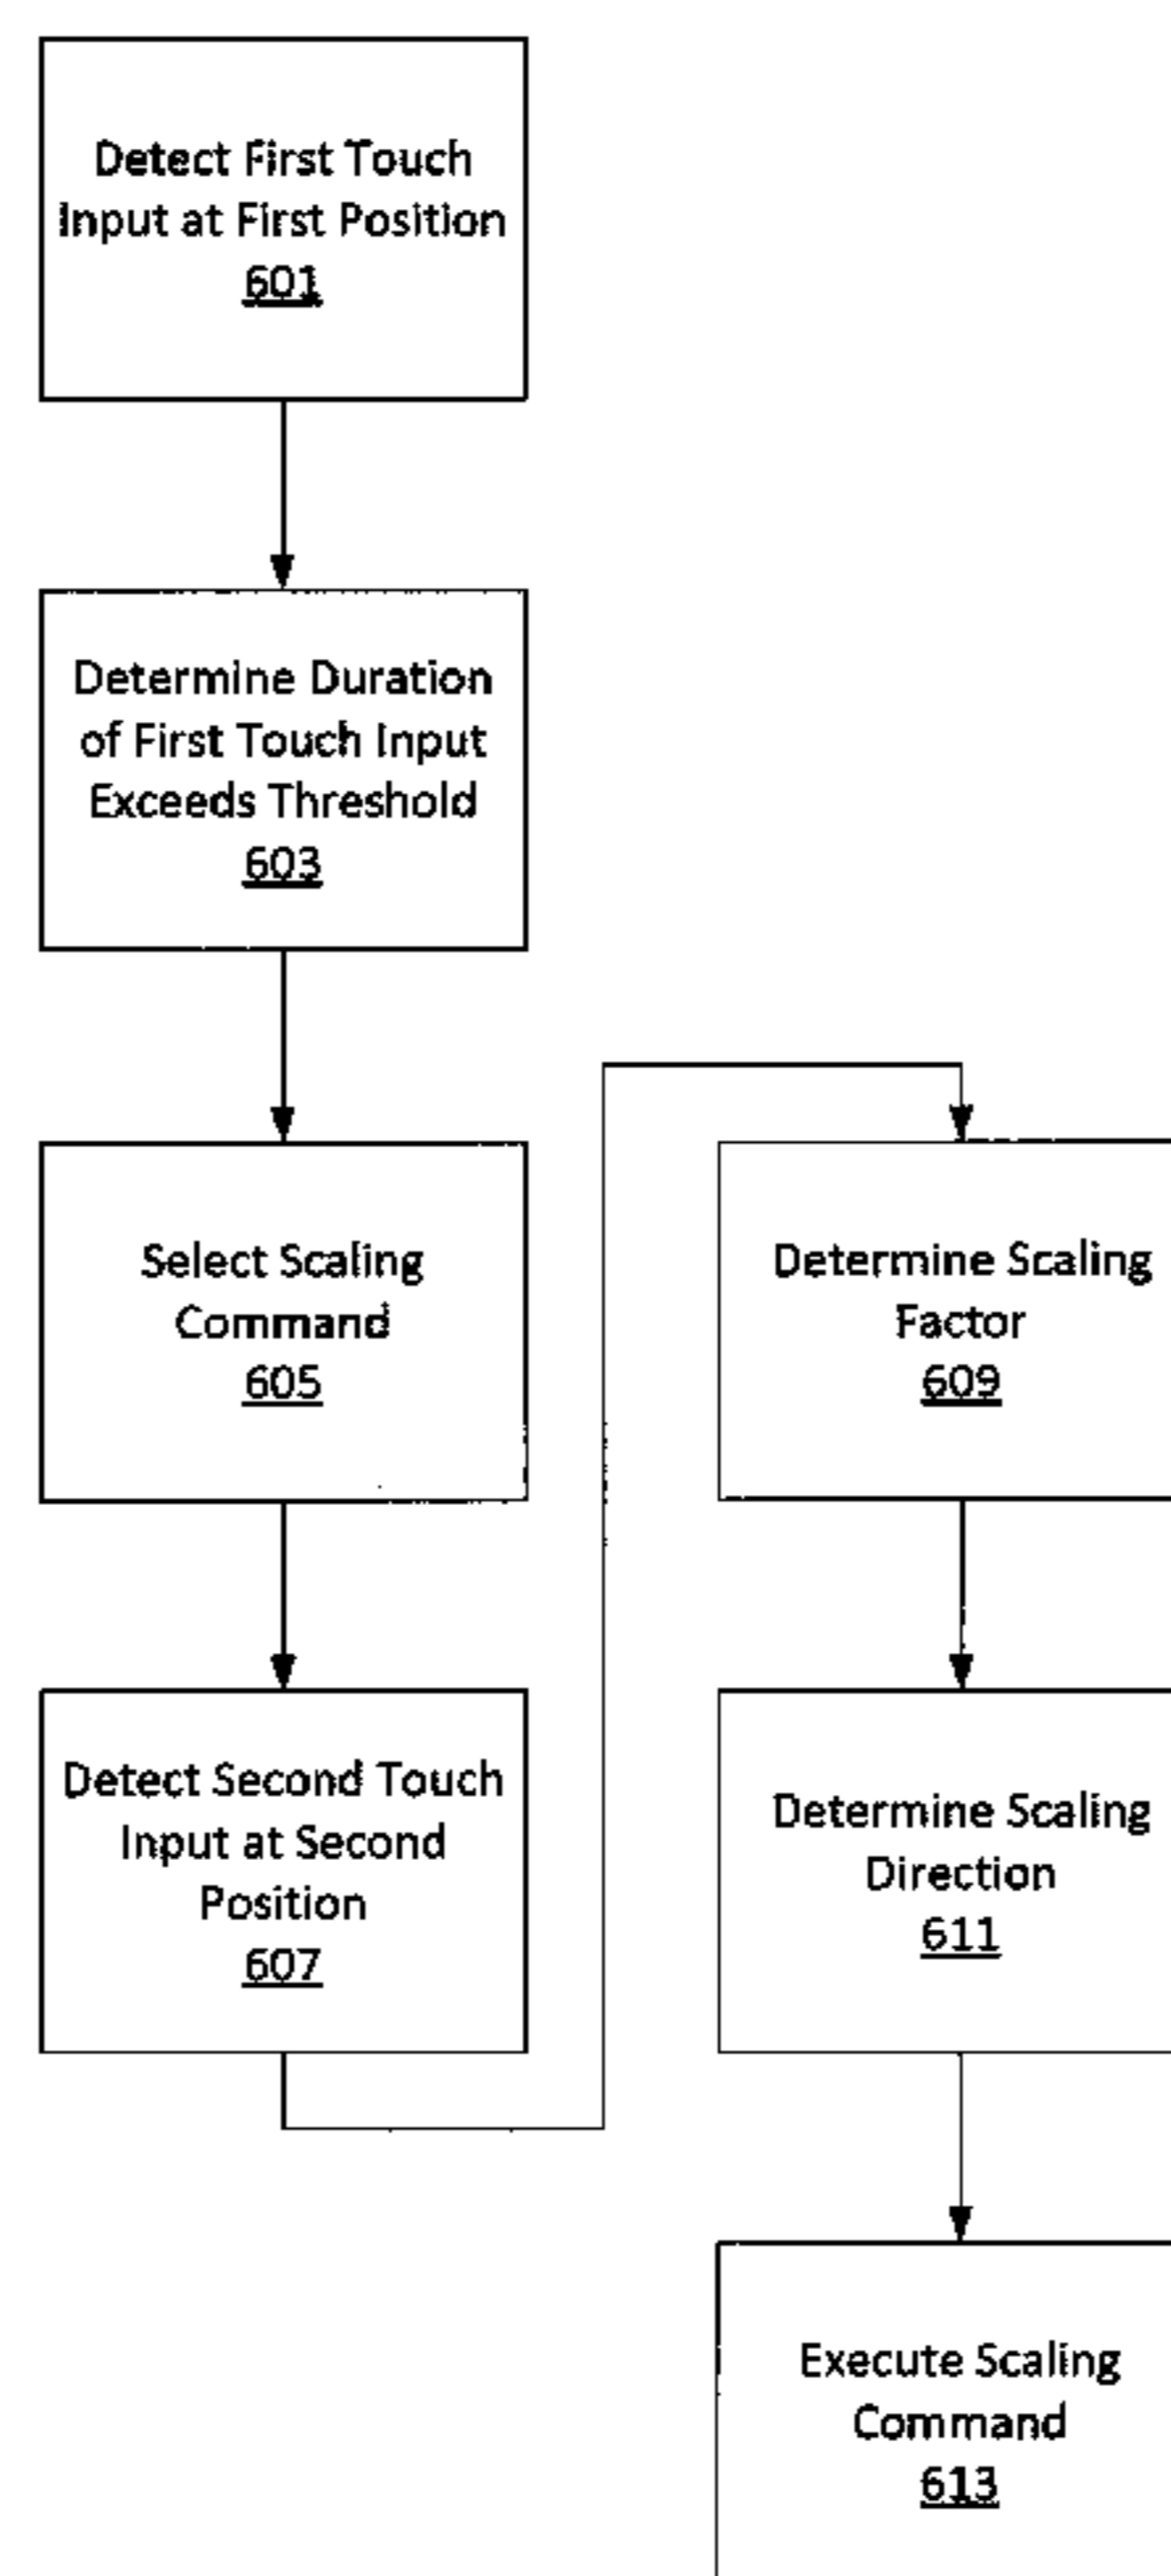 Detect First Touch
Input at First Position
601
Determine Duration
of First Touch Input
Exceeds Threshold
603
Select Scaling
Command
605
Detect Second Touch
Input at Second
Position
607
Determine Scaling
Factor
609
Determine Scaling
Direction
611
Execute Scaling
Command
613